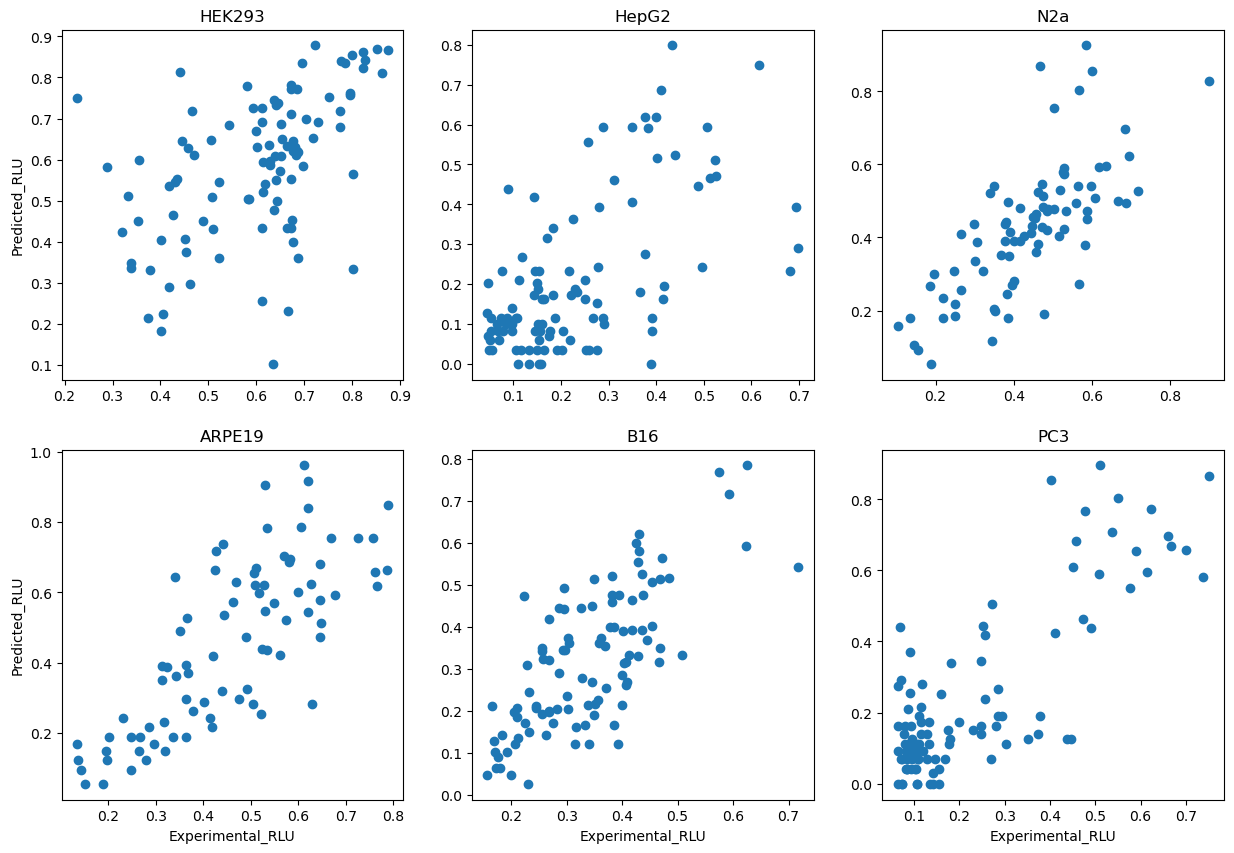 HEK293 HepG2 N2a
0.9 0.8 0.7 0.6 0.5 0.4 0.3 0.2 0.1
Predicted_RLU
0.2 0.3 0.4 0.5 0.6 0.7 0.8 0.9
0.8 0.7 0.6 0.5 0.4 0.3 0.2 0.1 0.0
0.1 0.2 0.3 0.4 0.5 0.6 0.7
0.8 0.6 0.4 0.2
0.2 0.4 0.6 0.8
ARPE19 B16 PC3
1.0 0.8 0.6 0.4 0.2
Predicted_RLU
0.2 0.3 0.4 0.5 0.6 0.7 0.8
Experimental_RLU
0.8 0.7 0.6 0.5 0.4 0.3 0.2 0.1 0.0
0.2 0.3 0.4 0.5 0.6 0.7
Experimental_RLU
0.8 0.6 0.4 0.2 0.0
0.1 0.2 0.3 0.4 0.5 0.6 0.7
Experimental_RLU